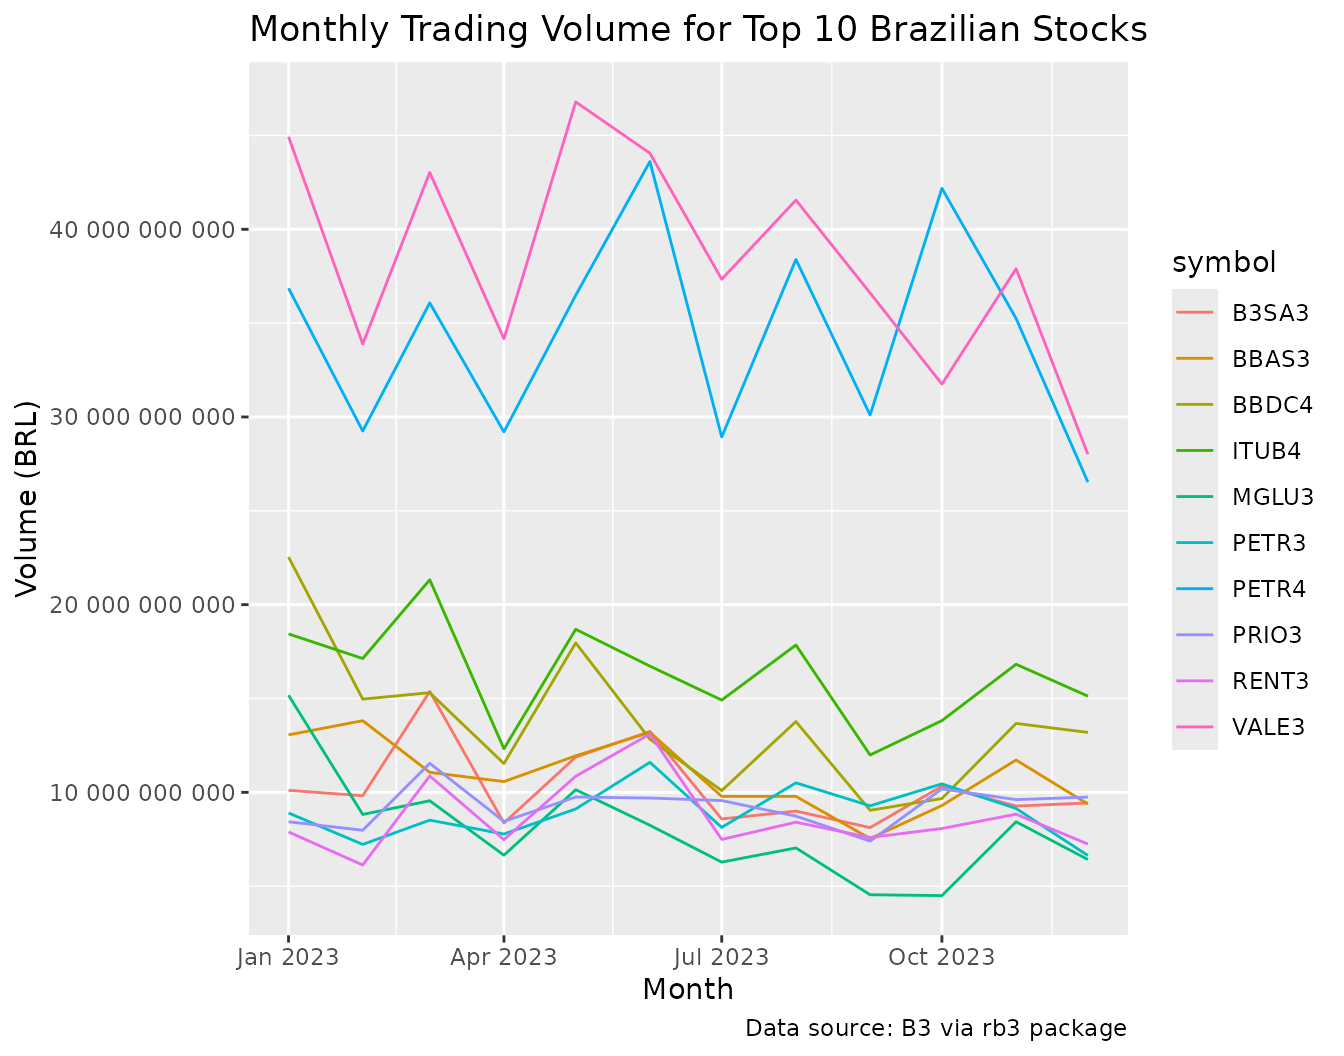 Monthly Trading Volume for Top 10 Brazilian Stocks
Volume (BRL)
40 000 000 000
30 000 000 000
20 000 000 000
10 000 000 000
Jan 2023
Apr 2023
Jul 2023
Oct 2023
Month
symbol
B3SA3
BBAS3
BBDC4
ITUB4
MGLU3
PETR3
PETR4
PRIO3
RENT3
VALE3
Data source: B3 via rb3 package